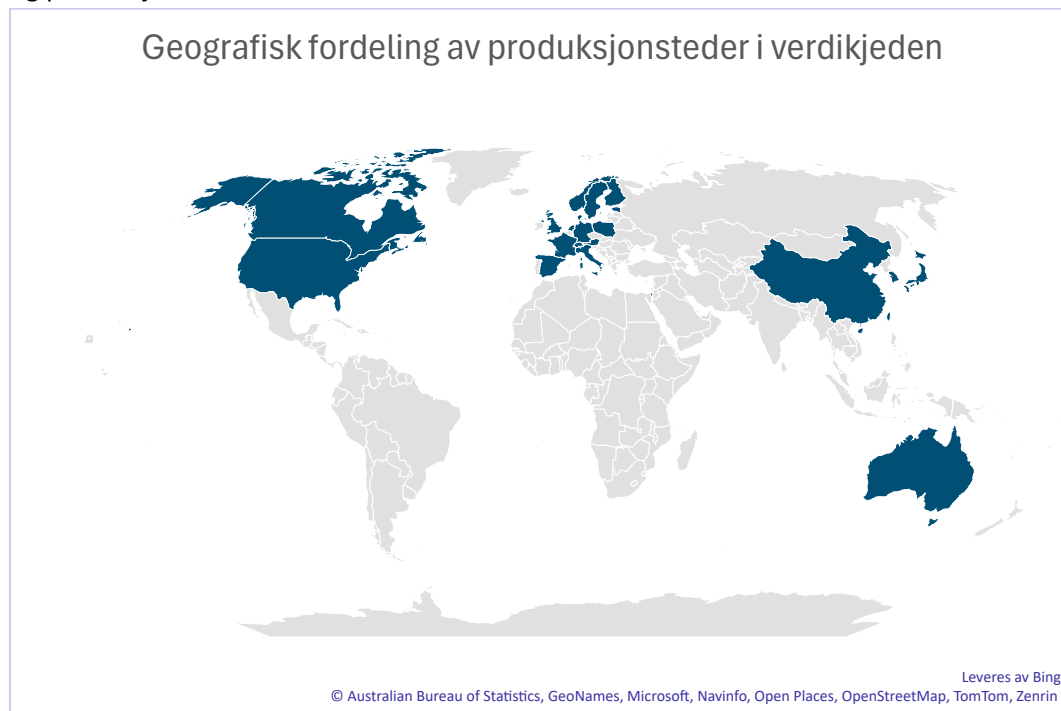 Geografisk fordeling av produksjonsteder i verdikjeden
Leveres av Bing
© Australian Bureau of Statistics, GeoNames, Microsoft, Navinfo, Open Places, OpenStreetMap, TomTom, Zenrin